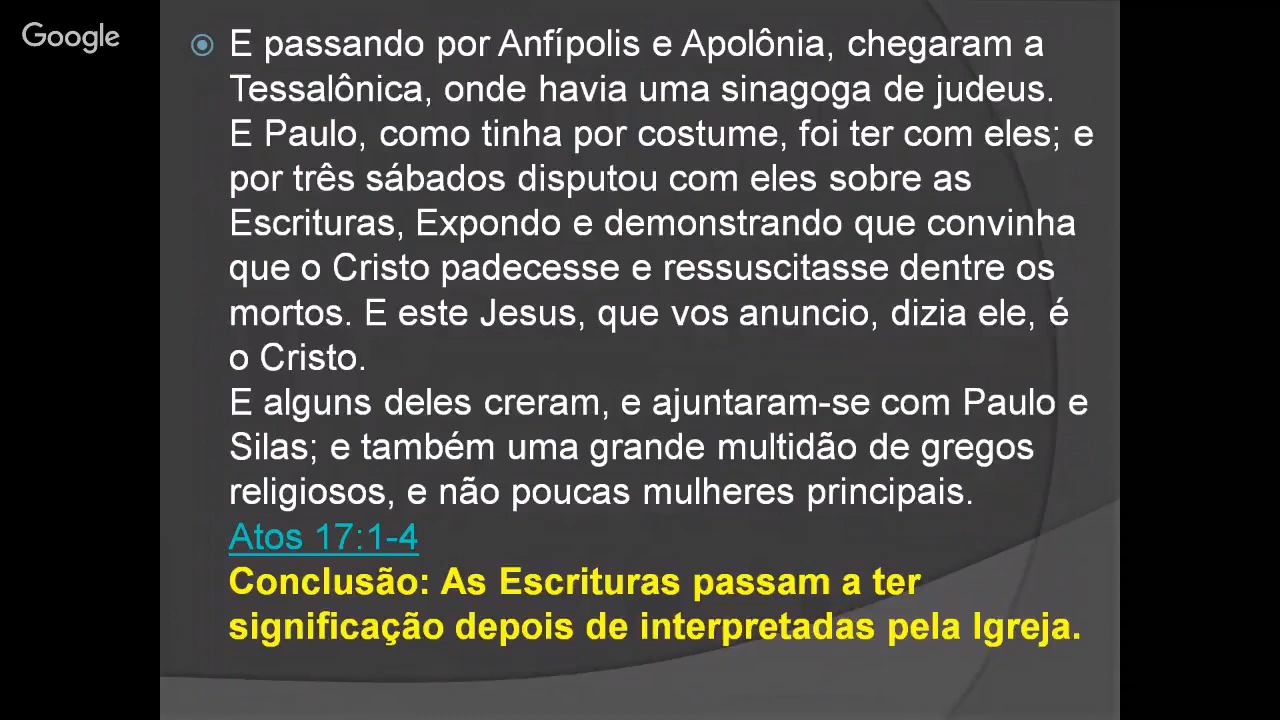 Google
E passando por Anfípolis e Apolônia, chegaram a
Tessalônica, onde havia uma sinagoga de judeus.
E Paulo, como tinha por costume, foi ter com eles; e
por três sábados disputou com eles sobre as
Escrituras, Expondo e demonstrando que convinha
que o Cristo padecesse e ressuscitasse dentre os
mortos. E este Jesus, que vos anuncio, dizia ele, é
o Cristo.
E alguns deles creram, e ajuntaram-se com Paulo e
Silas; e também uma grande multidão de gregos
religiosos, e não poucas mulheres principais.
Atos 17:1-4
Conclusão: As Escrituras passam a ter
significação depois de interpretadas pela Igreja.